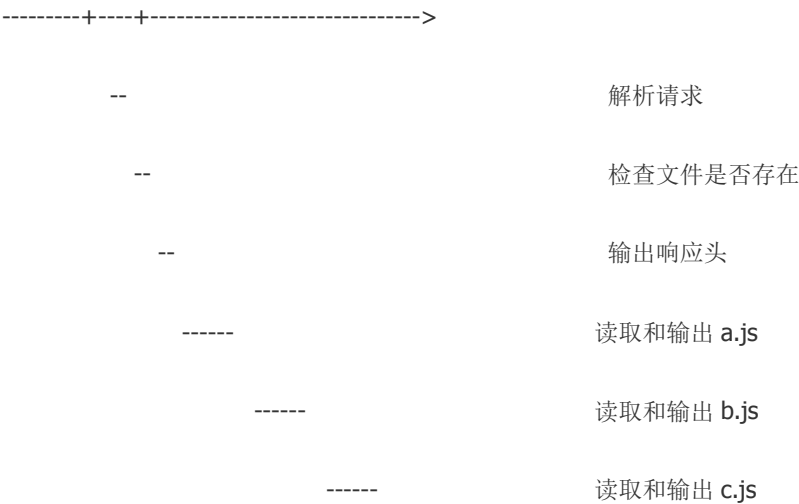 ---------+----+------------------------------->
-- 解析请求
-- 检查文件是否存在
-- 输出响应头
------ 读取和输出 a.js
------ 读取和输出 b.js
------ 读取和输出 c.js